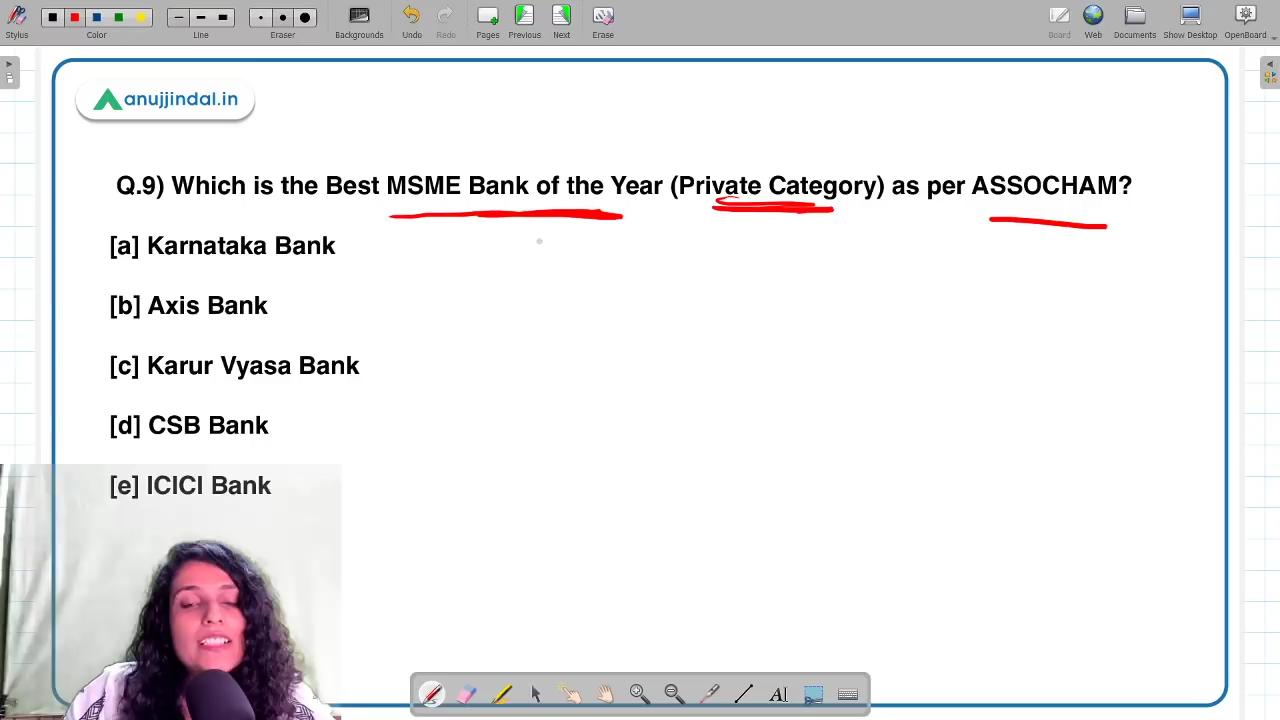 Stylus
Color
Line
Eraser
Backgrounds
Undo
Redo
Pages
Previous
Next
Erase
Board
Web
Documents
Show Desktop
OpenBoard
anujjindal.in
Q.9) Which is the Best MSME Bank of the Year (Private Category) as per ASSOCHAM?
[a] Karnataka Bank
[b] Axis Bank
[c] Karur Vyasa Bank
[d] CSB Bank
[e] ICICI Bank
AI